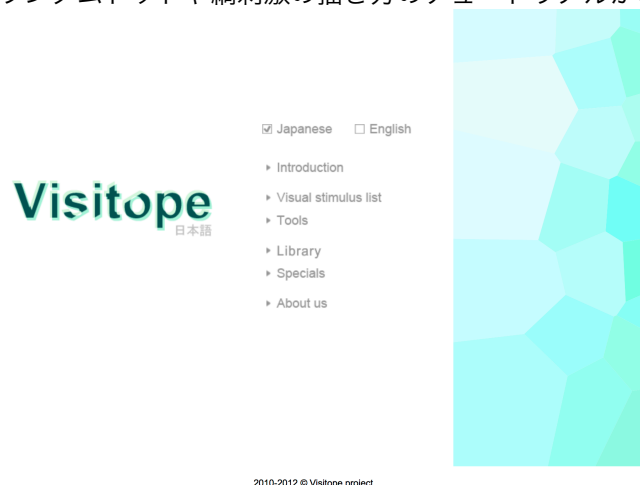 Japanese English
Introduction
Visual stimulus list
Tools
Library
Specials
About us
Visitope
日本語
2010-2012 © Visitope project